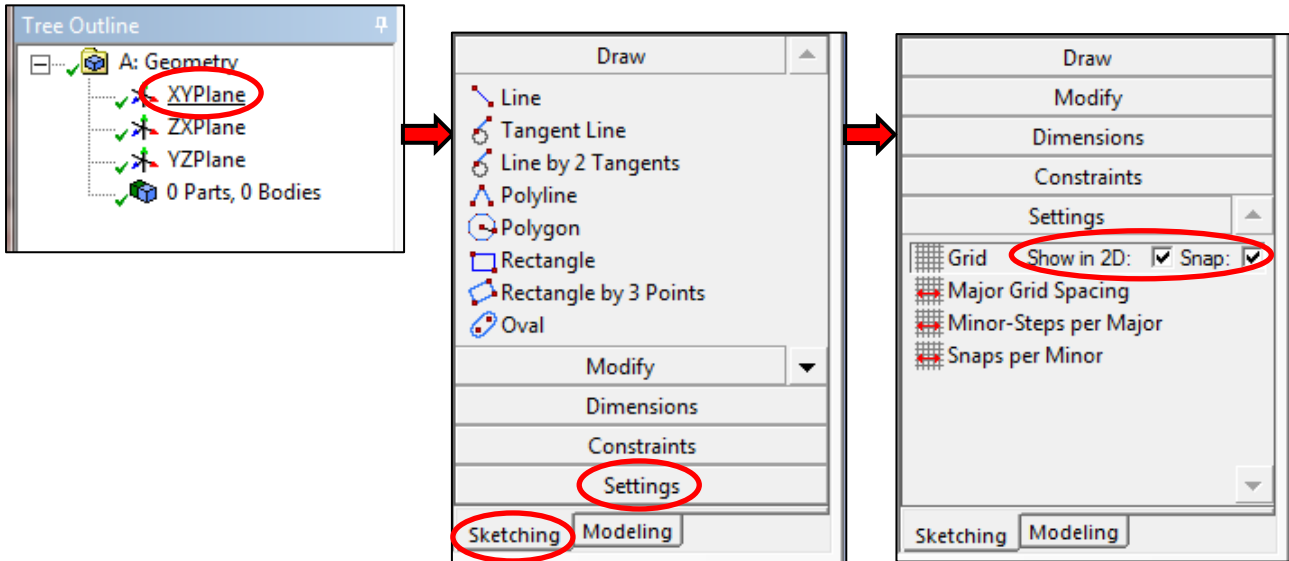 Tree Outline
A: Geometry
XYPlane
ZXPlane
YZPlane
0 Parts, 0 Bodies
Draw
Line
Tangent Line
Line by 2 Tangents
Polyline
Polygon
Rectangle
Rectangle by 3 Points
Oval
Modify
Dimensions
Constraints
Settings
Sketching Modeling
Draw
Modify
Dimensions
Constraints
Settings
Grid Show in 2D: Snap:
Major Grid Spacing
Minor-Steps per Major
Snaps per Minor
Sketching Modeling